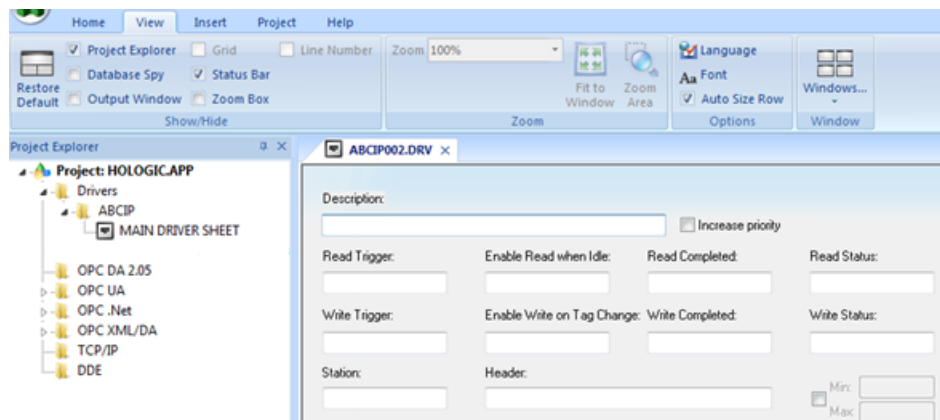 Home View Insert Project Help
Project Explorer Grid Line Number Zoom 100% Language
Database Spy Status Bar Font
Restore Default Output Window Zoom Box Fit to Window Zoom Area Auto Size Row Windows...
Show/Hide Zoom Options Window
Project Explorer ABCIP002.DRV
Project: HOLOGIC.APP
Drivers
ABCIP
MAIN DRIVER SHEET
OPC DA 2.05
OPC UA
OPC .Net
OPC XML/DA
TCP/IP
DDE
Description:
Increase priority
Read Trigger: Enable Read when Idle: Read Completed: Read Status:
Write Trigger: Enable Write on Tag Change: Write Completed: Write Status:
Station: Header:
Min:
Max: